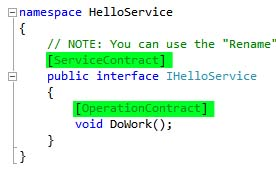 namespace HelloService
{
// NOTE: You can use the "Rename"
[ServiceContract]
public interface IHelloService
{
[OperationContract]
void DoWork();
}
}